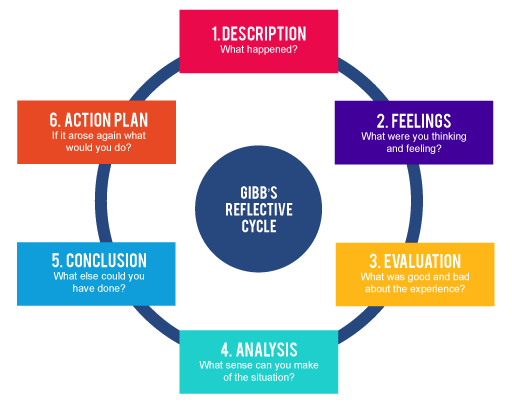 1. DESCRIPTION
What happened?
2. FEELINGS
What were you thinking
and feeling?
3. EVALUATION
What was good and bad
about the experience?
4. ANALYSIS
What sense can you make
of the situation?
5. CONCLUSION
What else could you
have done?
6. ACTION PLAN
If it arose again what
would you do?
GIBB'S
REFLECTIVE
CYCLE